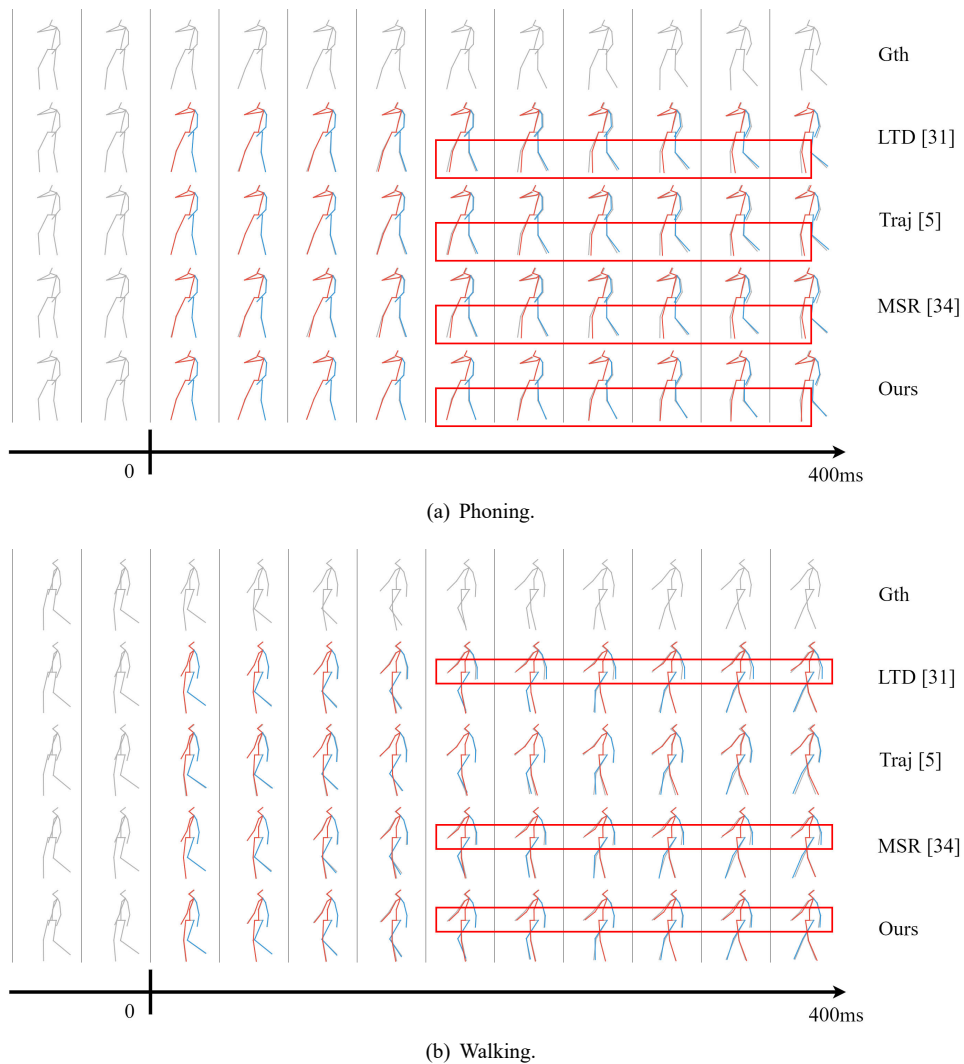 Gth
LTD [31]
Traj [5]
MSR [34]
Ours
0
400ms
(a) Phoning.
Gth
LTD [31]
Traj [5]
MSR [34]
Ours
0
400ms
(b) Walking.